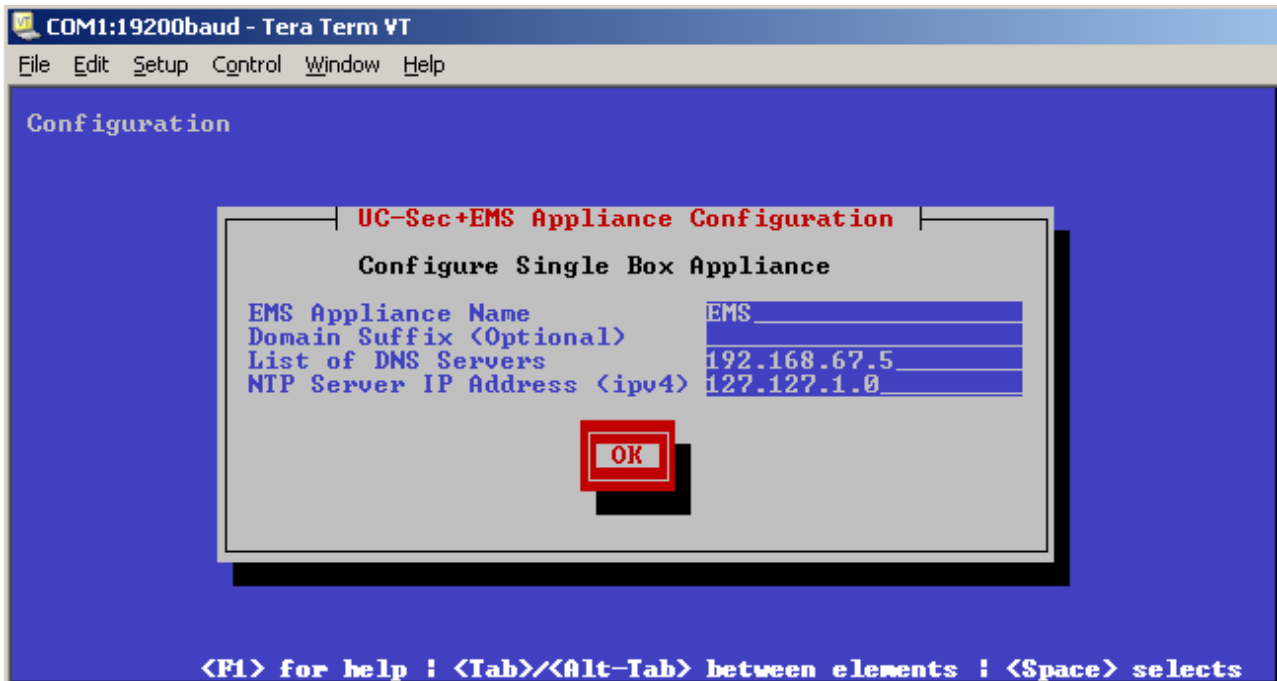 COM1:19200baud - Tera Term VT
File Edit Setup Control Window Help
Configuration
UC-Sec+EMS Appliance Configuration
Configure Single Box Appliance
EMS Appliance Name EMS
Domain Suffix (Optional)
List of DNS Servers 192.168.67.5
NTP Server IP Address (ipv4) 127.127.1.0
OK
<F1> for help | <Tab>/<Alt-Tab> between elements | <Space> selects